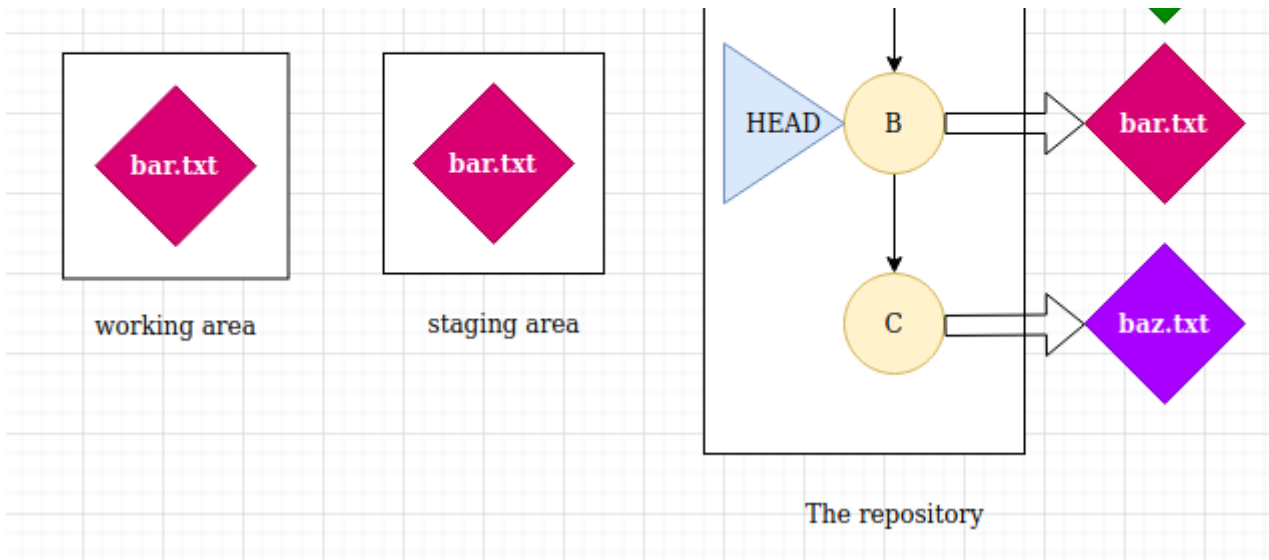 bar.txt
working area
bar.txt
staging area
HEAD
B
bar.txt
C
baz.txt
The repository